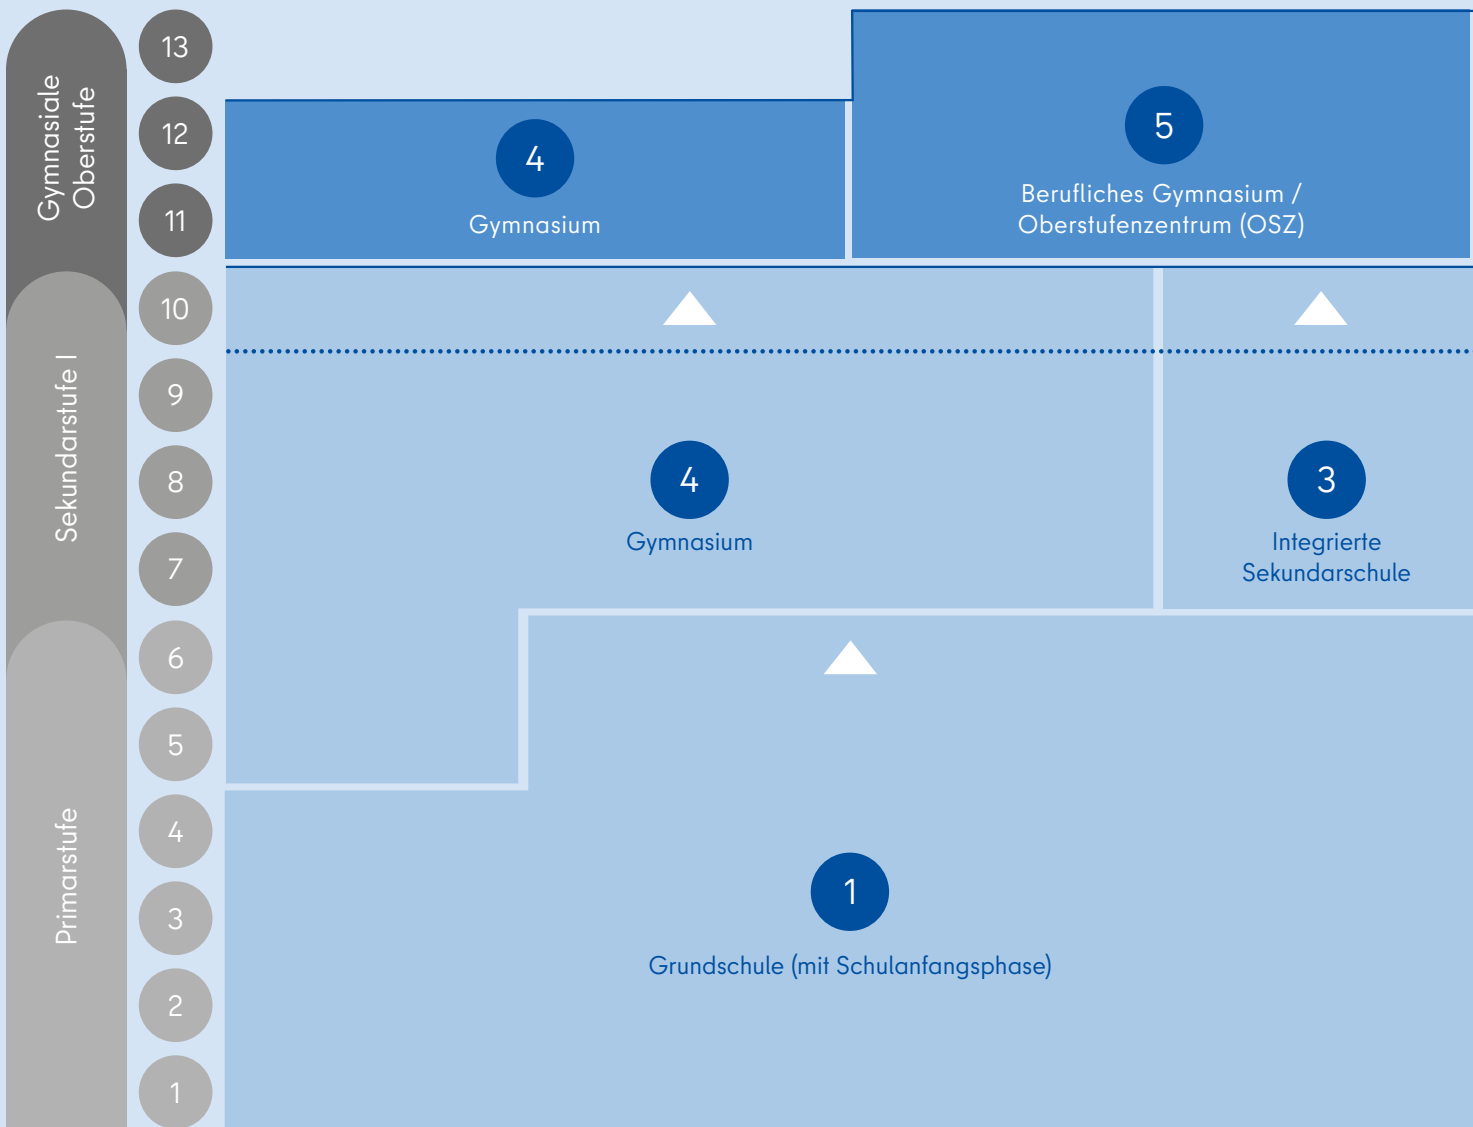 Gymnasiale
Oberstufe
Sekundarstufe I
Primarstufe
13
12
11
10
9
8
7
6
5
4
3
2
1
4
Gymnasium
5
Berufliches Gymnasium /
Oberstufenzentrum (OSZ)
4
Gymnasium
3
Integrierte
Sekundarschule
1
Grundschule (mit Schulanfangsphase)